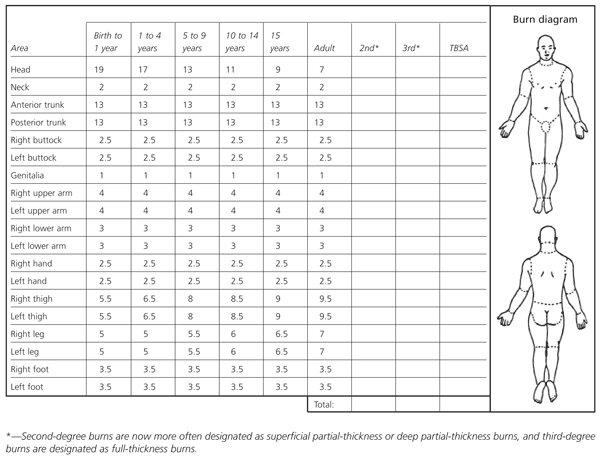 Burn diagram
Area Birth to 1 year 1 to 4 years 5 to 9 years 10 to 14 years 15 years Adult 2nd* 3rd* TBSA
Head 19 17 13 11 9 7
Neck 2 2 2 2 2 2
Anterior trunk 13 13 13 13 13 13
Posterior trunk 13 13 13 13 13 13
Right buttock 2.5 2.5 2.5 2.5 2.5 2.5
Left buttock 2.5 2.5 2.5 2.5 2.5 2.5
Genitalia 1 1 1 1 1 1
Right upper arm 4 4 4 4 4 4
Left upper arm 4 4 4 4 4 4
Right lower arm 3 3 3 3 3 3
Left lower arm 3 3 3 3 3 3
Right hand 2.5 2.5 2.5 2.5 2.5 2.5
Left hand 2.5 2.5 2.5 2.5 2.5 2.5
Right thigh 5.5 6.5 8 8.5 9 9.5
Left thigh 5.5 6.5 8 8.5 9 9.5
Right leg 5 5 5.5 6 6.5 7
Left leg 5 5 5.5 6 6.5 7
Right foot 3.5 3.5 3.5 3.5 3.5 3.5
Left foot 3.5 3.5 3.5 3.5 3.5 3.5
Total:
*—Second-degree burns are now more often designated as superficial partial-thickness or deep partial-thickness burns, and third-degree
burns are designated as full-thickness burns.